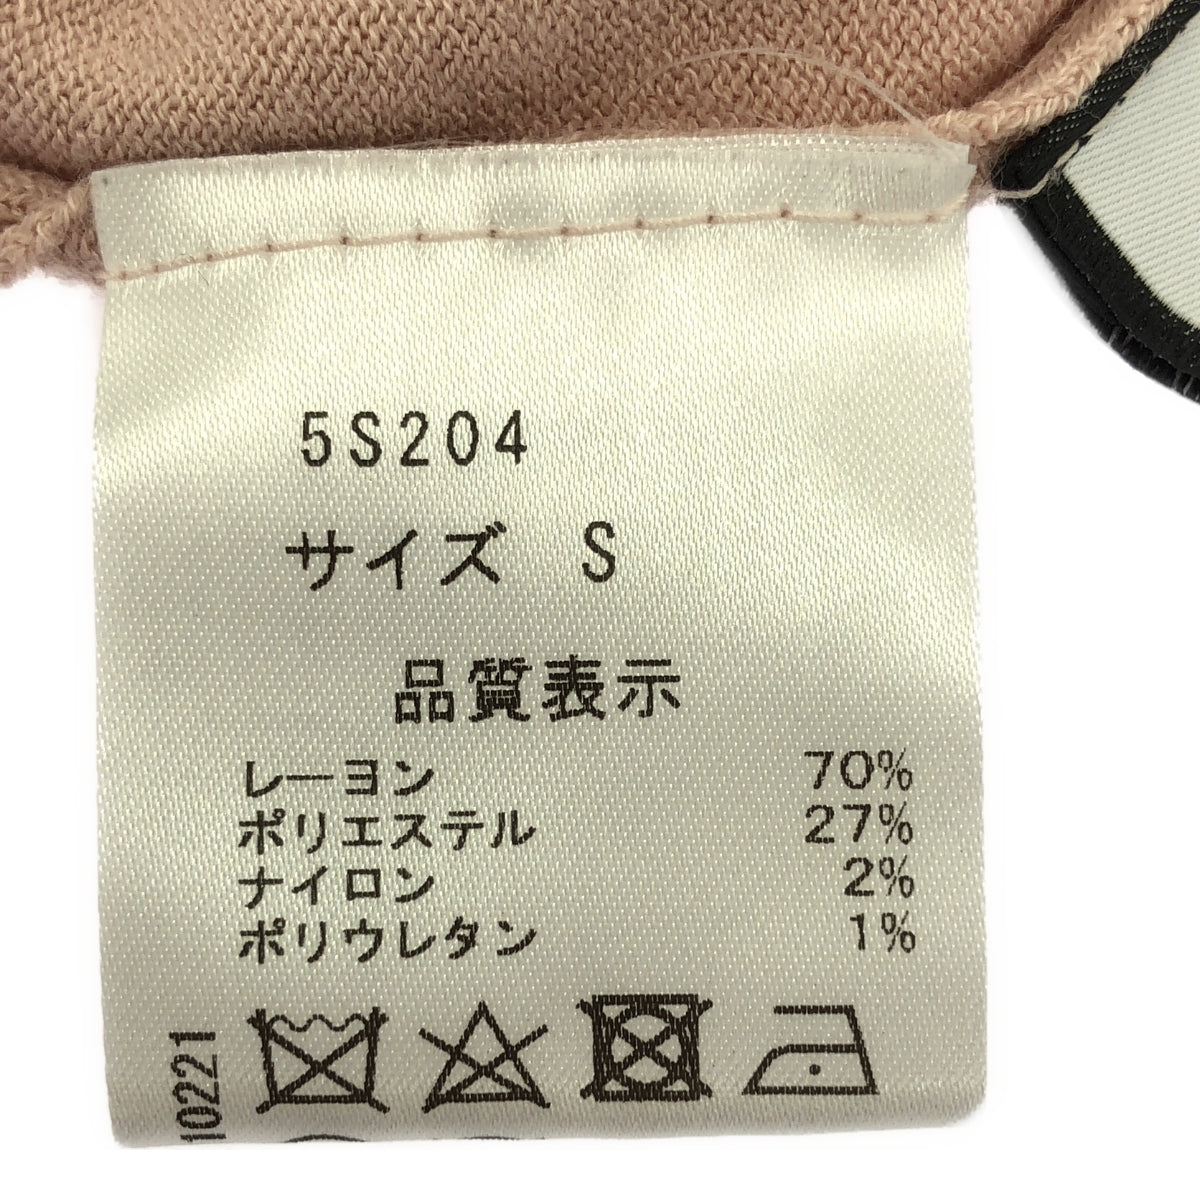 5S204
サイズ S
品質表示
レーヨン 70%
ポリエステル 27%
ナイロン 2%
ポリウレタン 1%
10221